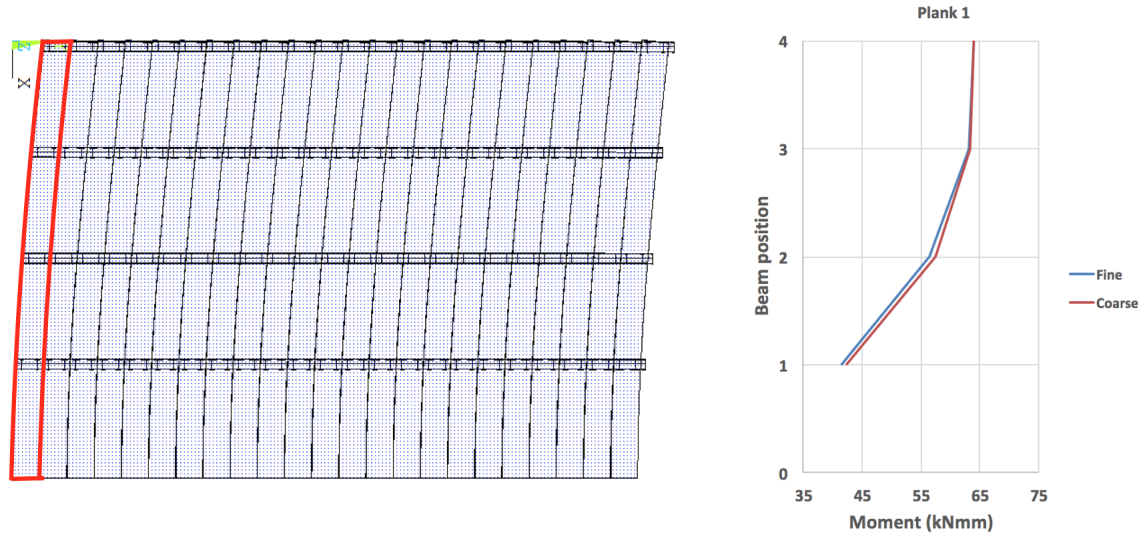 Z
X
Plank 1
4
3
2
1
0
35 45 55 65 75
Beam position
Moment (kNmm)
Fine
Coarse